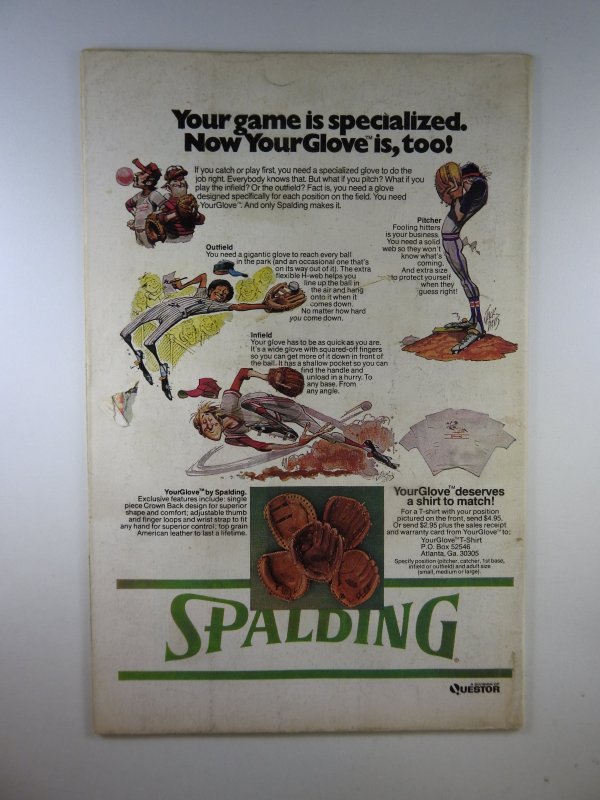 Your game is specialized.
Now YourGlove™ is, too!
If you catch or play first, you need a specialized glove to do the
job right. Everybody knows that. But what if you pitch? What if you
play the infield? Or the outfield? Fact is, you need a glove
designed specifically for each position on the field. You need
YourGlove™. And only Spalding makes it.
Pitcher
Fooling hitters
is your business.
You need a solid
web so they won't
know what's
coming.
And extra size
to protect yourself
when they
guess right!
Outfield
You need a gigantic glove to reach every ball
in the park (and an occasional one that's
on its way out of it). The extra
flexible H-web helps you
line up the ball in
the air and hang
onto it when it
comes down.
No matter how hard
you come down.
Infield
Your glove has to be as quick as you are.
It's a wide glove with squared-off fingers
so you can get more of it down in front of
the ball. It has a shallow pocket so you can
find the handle and
unload in a hurry. To
any base. From
any angle.
YourGlove™ by Spalding.
Exclusive features include: single
piece Crown Back design for superior
shape and comfort; adjustable thumb
and finger loops and wrist strap to fit
any hand for superior control; top grain
American leather to last a lifetime.
YourGlove™ deserves
a shirt to match!
For a T-shirt with your position
pictured on the front, send $4.95.
Or send $2.95 plus the sales receipt
and warranty card from YourGlove™ to:
YourGlove™ T-Shirt
P.O. Box 52546
Atlanta, Ga. 30305
Specify position (pitcher, catcher, 1st base,
infield or outfield) and adult size
(small, medium or large).
SPALDING®
A DIVISION OF
QUESTOR